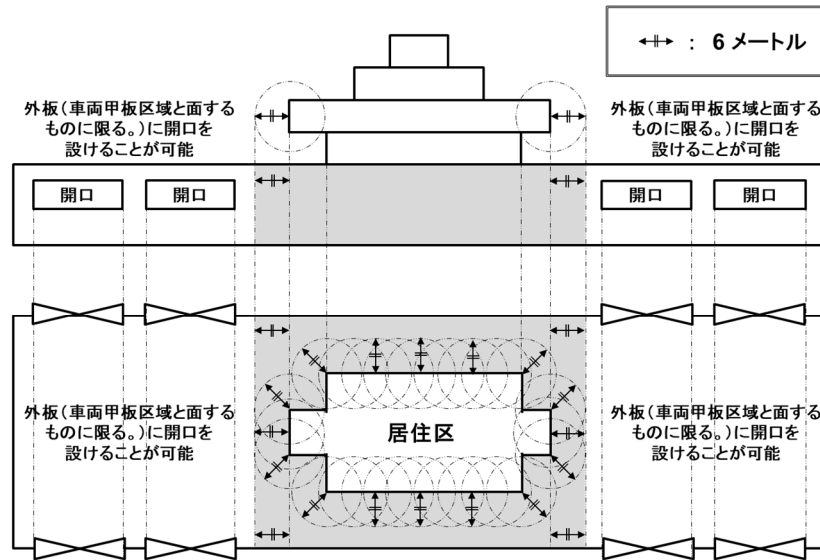 : 6 メートル
外板（車両甲板区域と面する
ものに限る。）に開口を
設けることが可能
外板（車両甲板区域と面する
ものに限る。）に開口を
設けることが可能
開口
開口
開口
開口
外板（車両甲板区域と面する
ものに限る。）に開口を
設けることが可能
居住区
外板（車両甲板区域と面する
ものに限る。）に開口を
設けることが可能